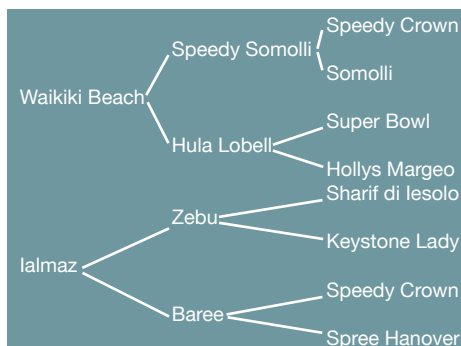 Speedy Crown
Speedy Somolli
Somolli
Waikiki Beach
Super Bowl
Hula Lobell
Hollys Margeo
Sharif di Iesolo
Zebu
Keystone Lady
Ialmaz
Speedy Crown
Baree
Spree Hanover